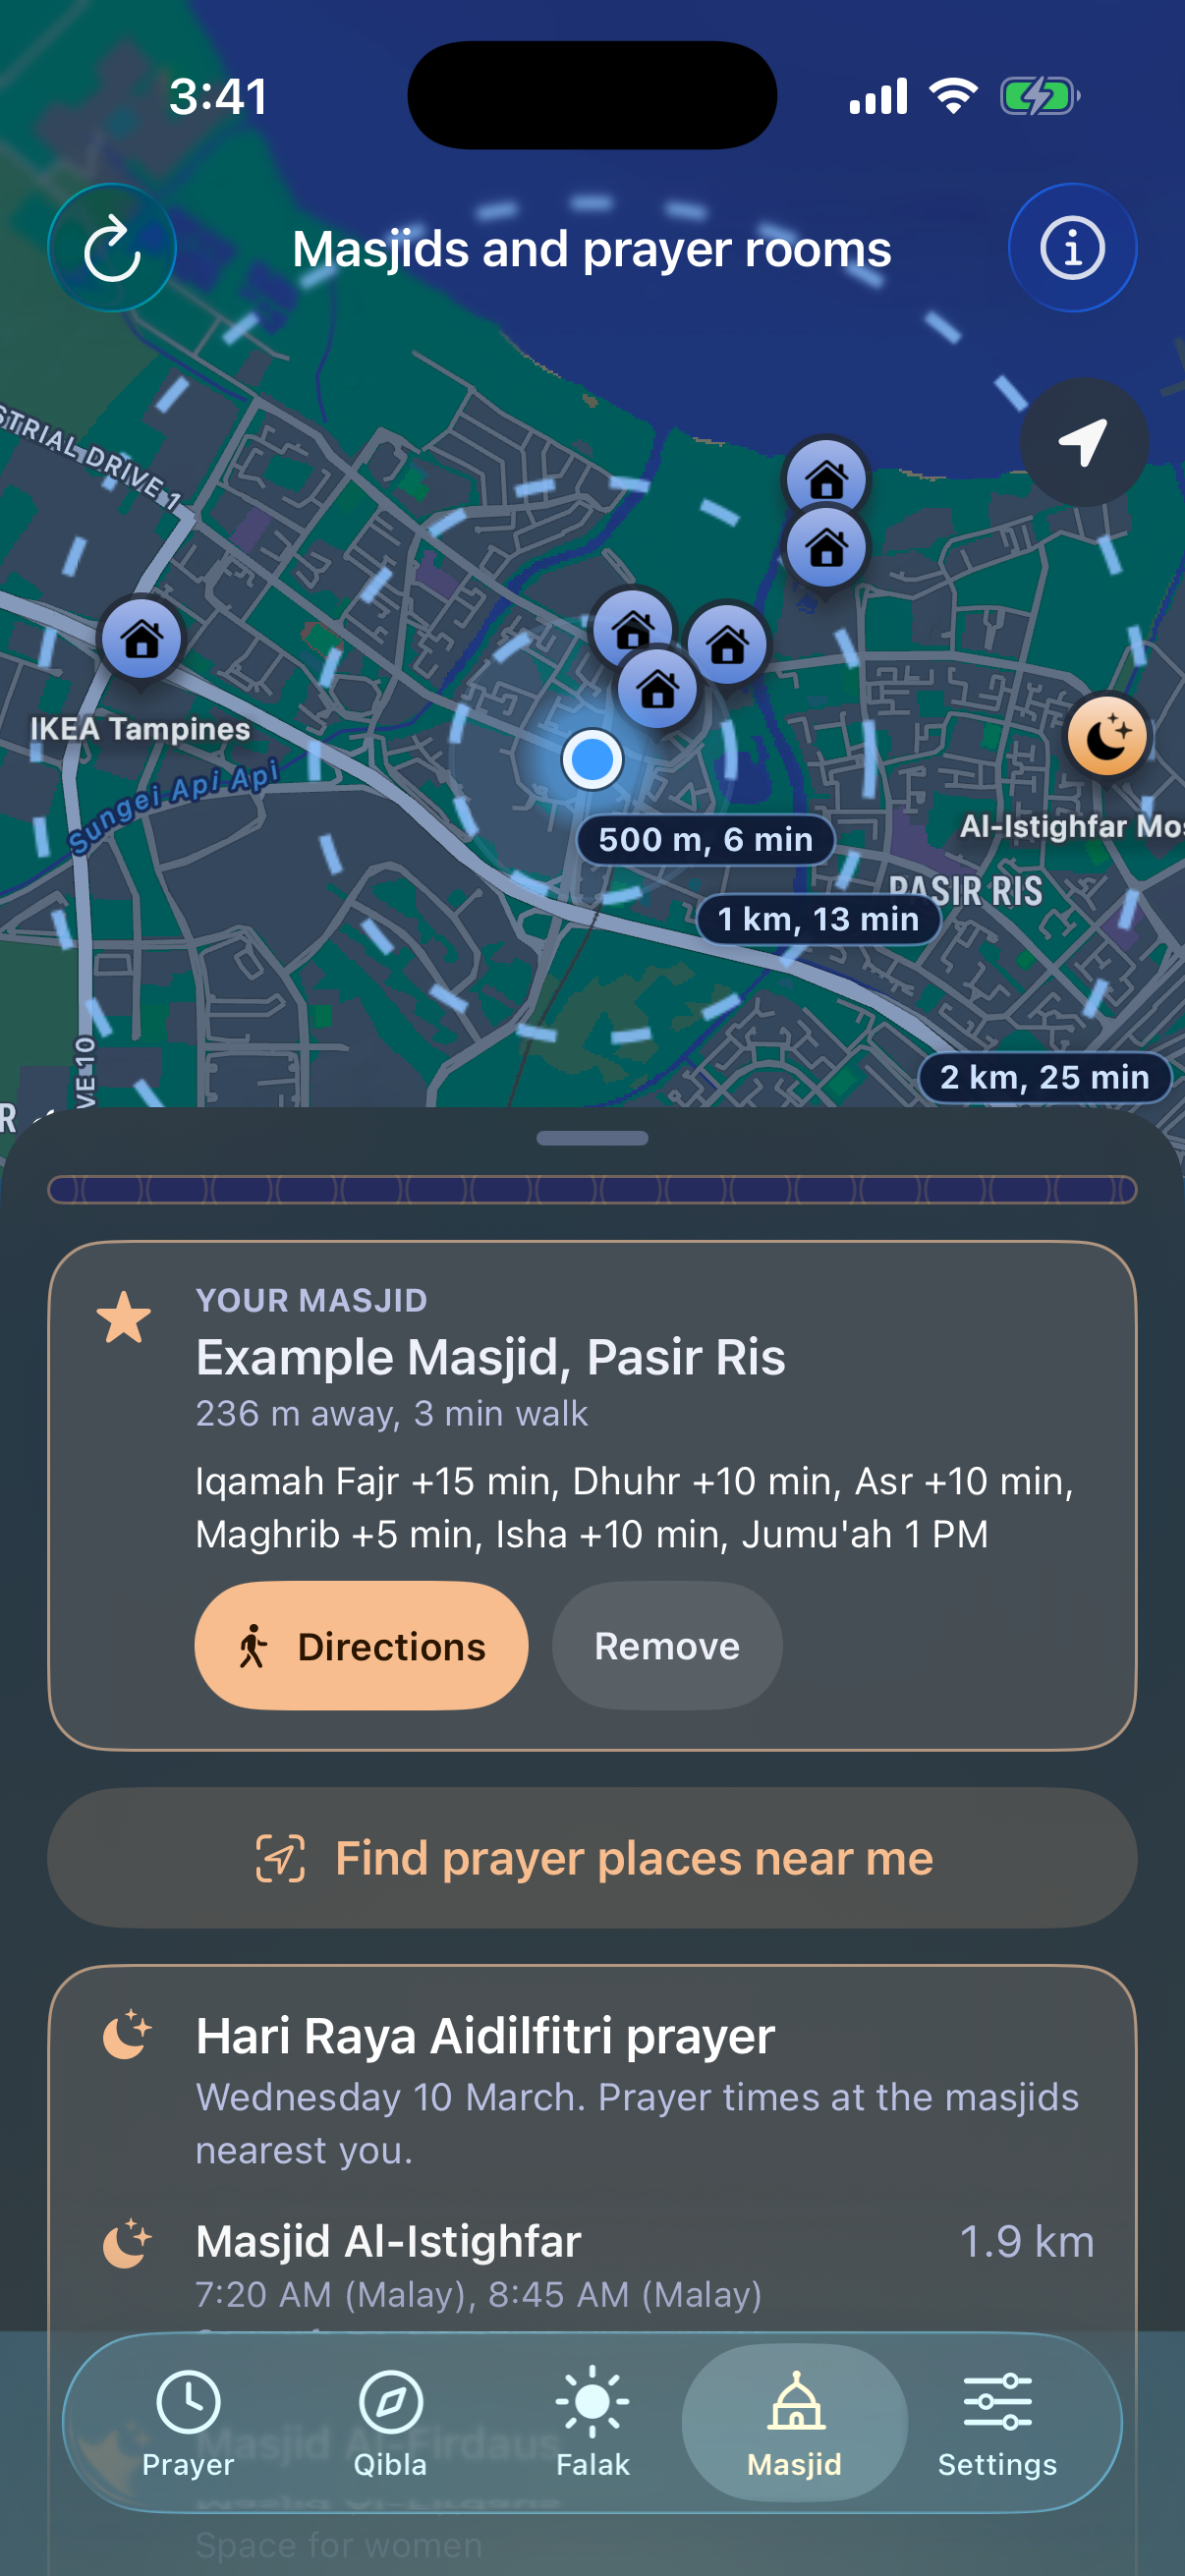 3:41
Masjids and prayer rooms
STRIAL DRIVE 1
IKEA Tampines
Sungei Api Api
Al-Istighfar Mos
500 m, 6 min
PASIR RIS
1 km, 13 min
VE 10
2 km, 25 min
R
YOUR MASJID
Example Masjid, Pasir Ris
236 m away, 3 min walk
Iqamah Fajr +15 min, Dhuhr +10 min, Asr +10 min,
Maghrib +5 min, Isha +10 min, Jumu'ah 1 PM
Directions
Remove
Find prayer places near me
Hari Raya Aidilfitri prayer
Wednesday 10 March. Prayer times at the masjids
nearest you.
Masjid Al-Istighfar
1.9 km
7:20 AM (Malay), 8:45 AM (Malay)
Masjid Al-Firdaus
Prayer
Qibla
Falak
Masjid
Settings
Space for women